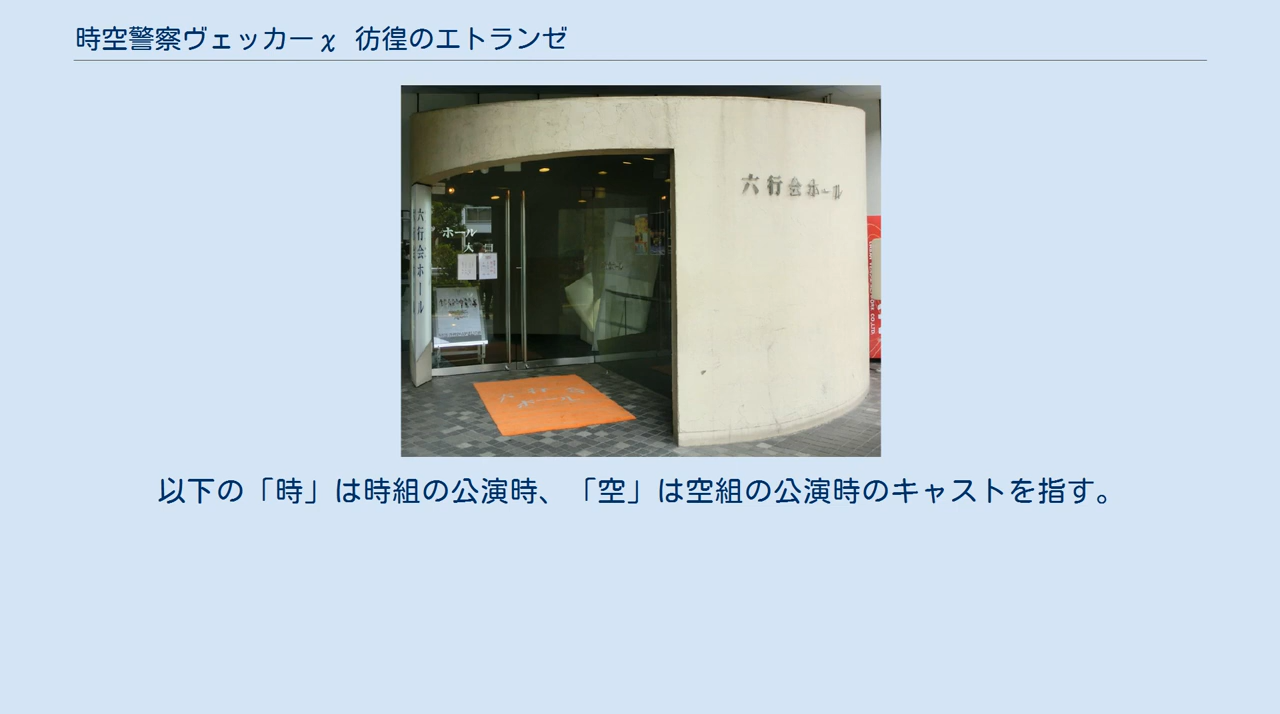 時空警察ヴェッカーχ 彷徨のエトランゼ
六行会ホール
六行会ホール
ホール
以下の「時」は時組の公演時、「空」は空組の公演時のキャストを指す。